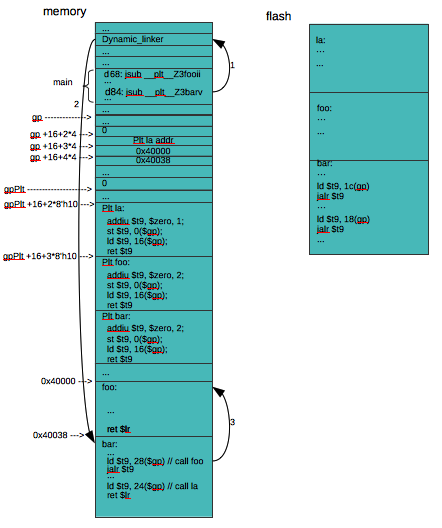 memory
flash
...
Dynamic_linker
...
...
main
d68: jsub __plt__Z3fooii
...
d84: jsub __plt__Z3barv
1
2
...
gp ---------------->
...
gp +16+2*4 -->
0
gp +16+3*4 -->
Plt la addr
0x40000
gp +16+4*4 -->
0x40038
...
0
gpPlt ---------------->
...
gpPlt +16+2*8'h10 -->
Plt la:
addiu $t9, $zero, 1;
st $t9, 0($gp);
ld $t9, 16($gp);
ret $t9
gpPlt +16+3*8'h10 -->
Plt foo:
addiu $t9, $zero, 2;
st $t9, 0($gp);
ld $t9, 16($gp);
ret $t9
Plt bar:
addiu $t9, $zero, 2;
st $t9, 0($gp);
ld $t9, 16($gp);
ret $t9
...
0x40000 --->
foo:
...
ret $lr
3
0x40038 --->
bar:
...
ld $t9, 28($gp) // call foo
jalr $t9
...
ld $t9, 24($gp) // call la
ret $lr
la:
...
...
foo:
...
...
bar:
...
ld $t9, 1c(gp)
jalr $t9
...
ld $t9, 18(gp)
jalr $t9
...